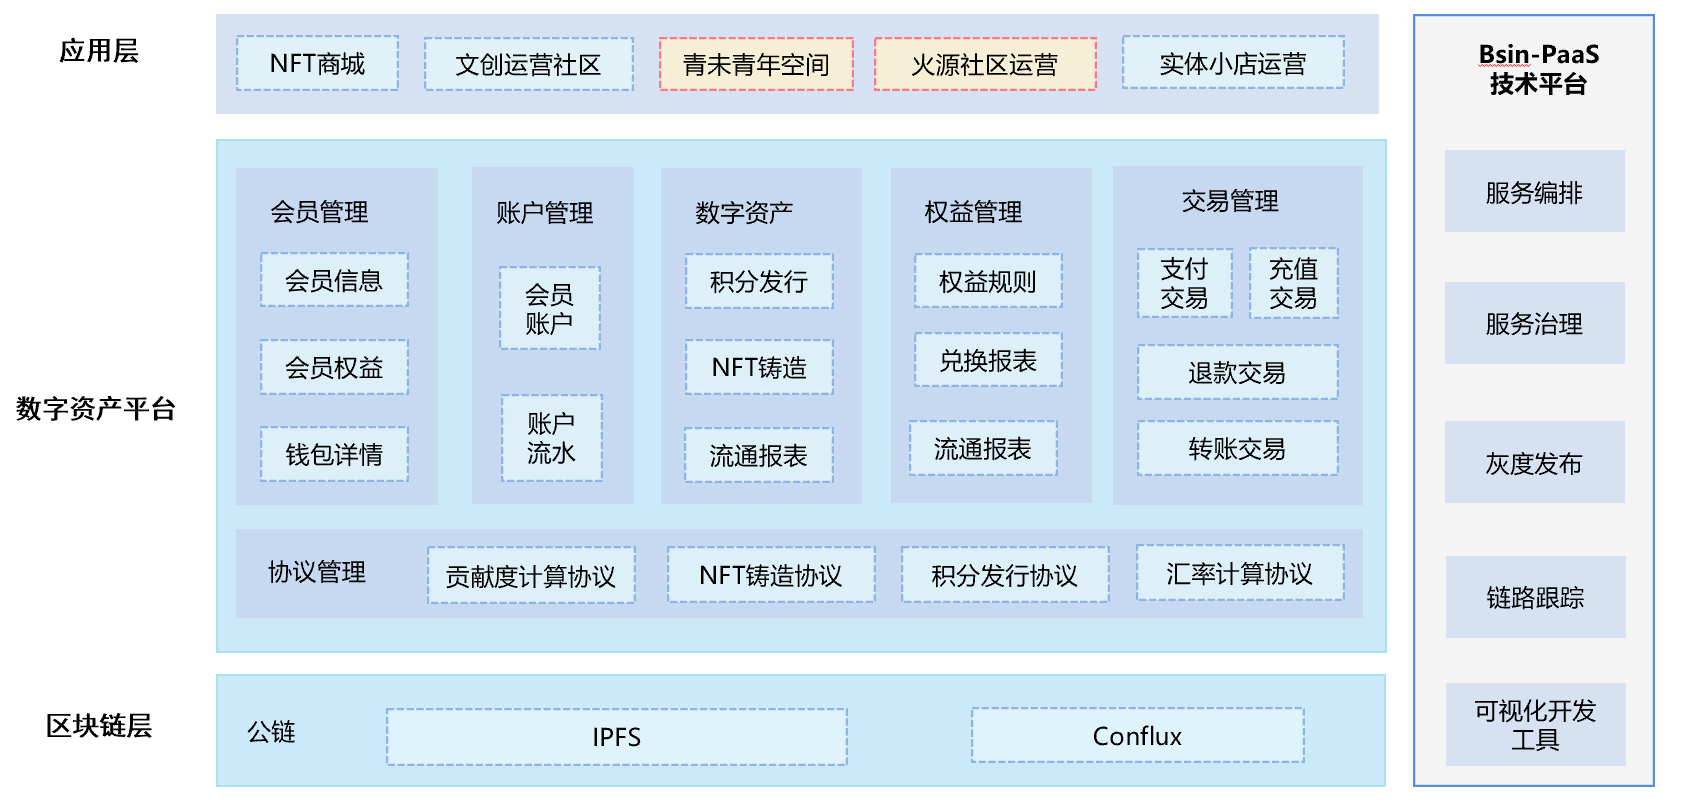 应用层
NFT商城
文创运营社区
青未青年空间
火源社区运营
实体小店运营
数字资产平台
会员管理
会员信息
会员权益
钱包详情
账户管理
会员
账户
账户
流水
数字资产
积分发行
NFT铸造
流通报表
权益管理
权益规则
兑换报表
流通报表
交易管理
支付
交易
充值
交易
退款交易
转账交易
协议管理
贡献度计算协议
NFT铸造协议
积分发行协议
汇率计算协议
区块链层
公链
IPFS
Conflux
Bsin-PaaS
技术平台
服务编排
服务治理
灰度发布
链路跟踪
可视化开发
工具